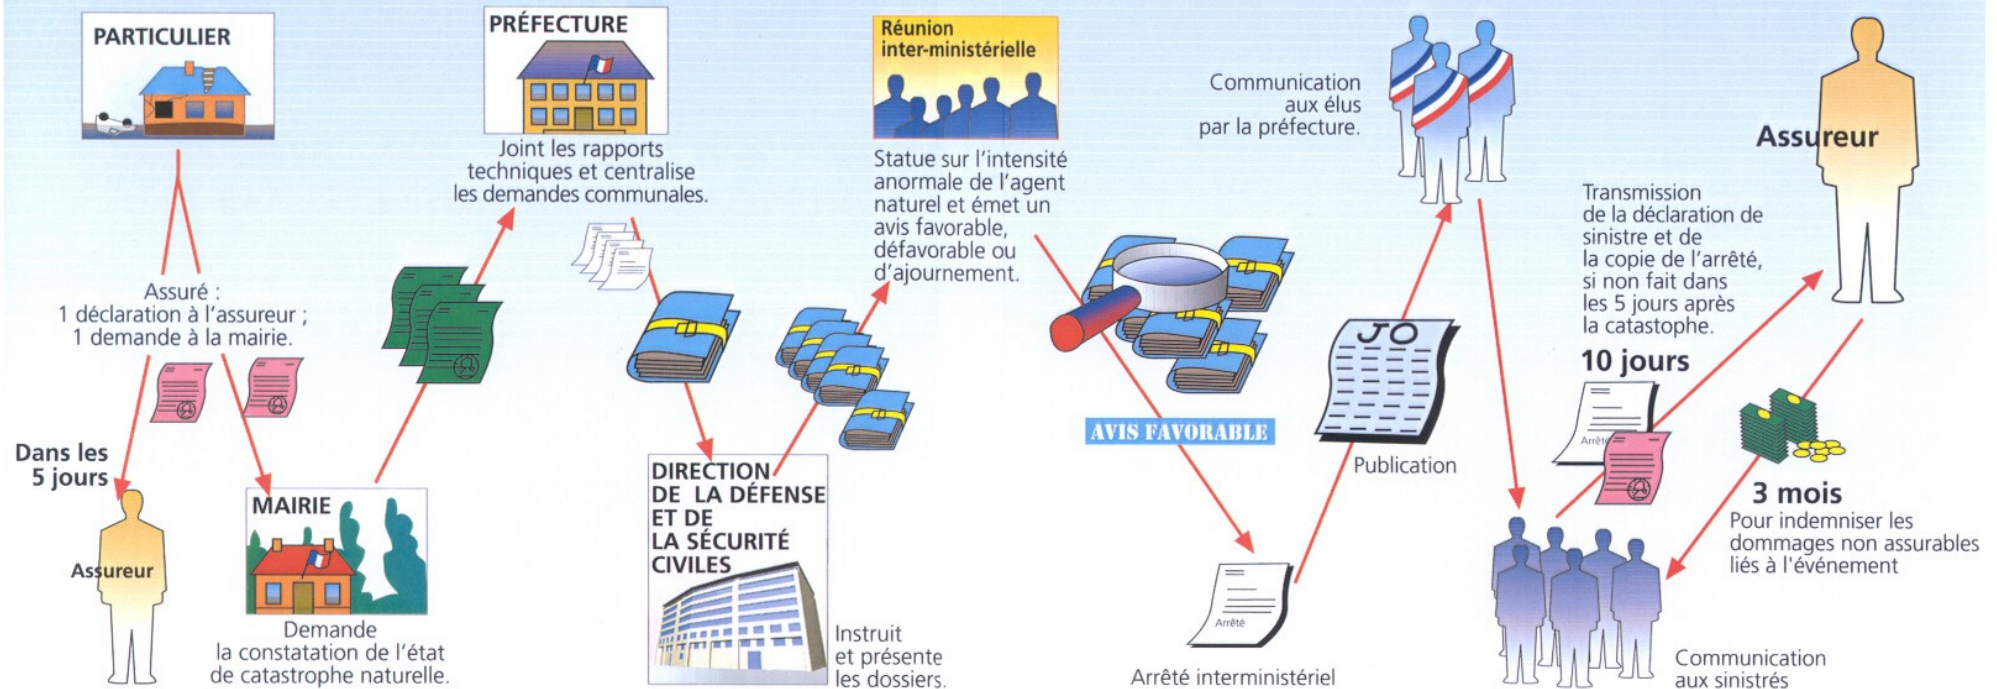 PARTICULIER
Assuré :
1 déclaration à l'assureur ;
1 demande à la mairie.
Dans les
5 jours
Assureur
MAIRIE
Demande
la constatation de l'état
de catastrophe naturelle.
PRÉFECTURE
Joint les rapports
techniques et centralise
les demandes communales.
DIRECTION
DE LA DÉFENSE
ET DE
LA SÉCURITÉ
CIVILES
Instruit
et présente
les dossiers.
Réunion
inter-ministérielle
Statue sur l'intensité
anormale de l'agent
naturel et émet un
avis favorable,
défavorable ou
d'ajournement.
AVIS FAVORABLE
Arrêté
Arrêté interministériel
JO
Publication
Communication
aux élus
par la préfecture.
Communication
aux sinistrés
Transmission
de la déclaration de
sinistre et de
la copie de l'arrêté,
si non fait dans
les 5 jours après
la catastrophe.
10 jours
Arrêté
Assureur
3 mois
Pour indemniser les
dommages non assurables
liés à l'événement